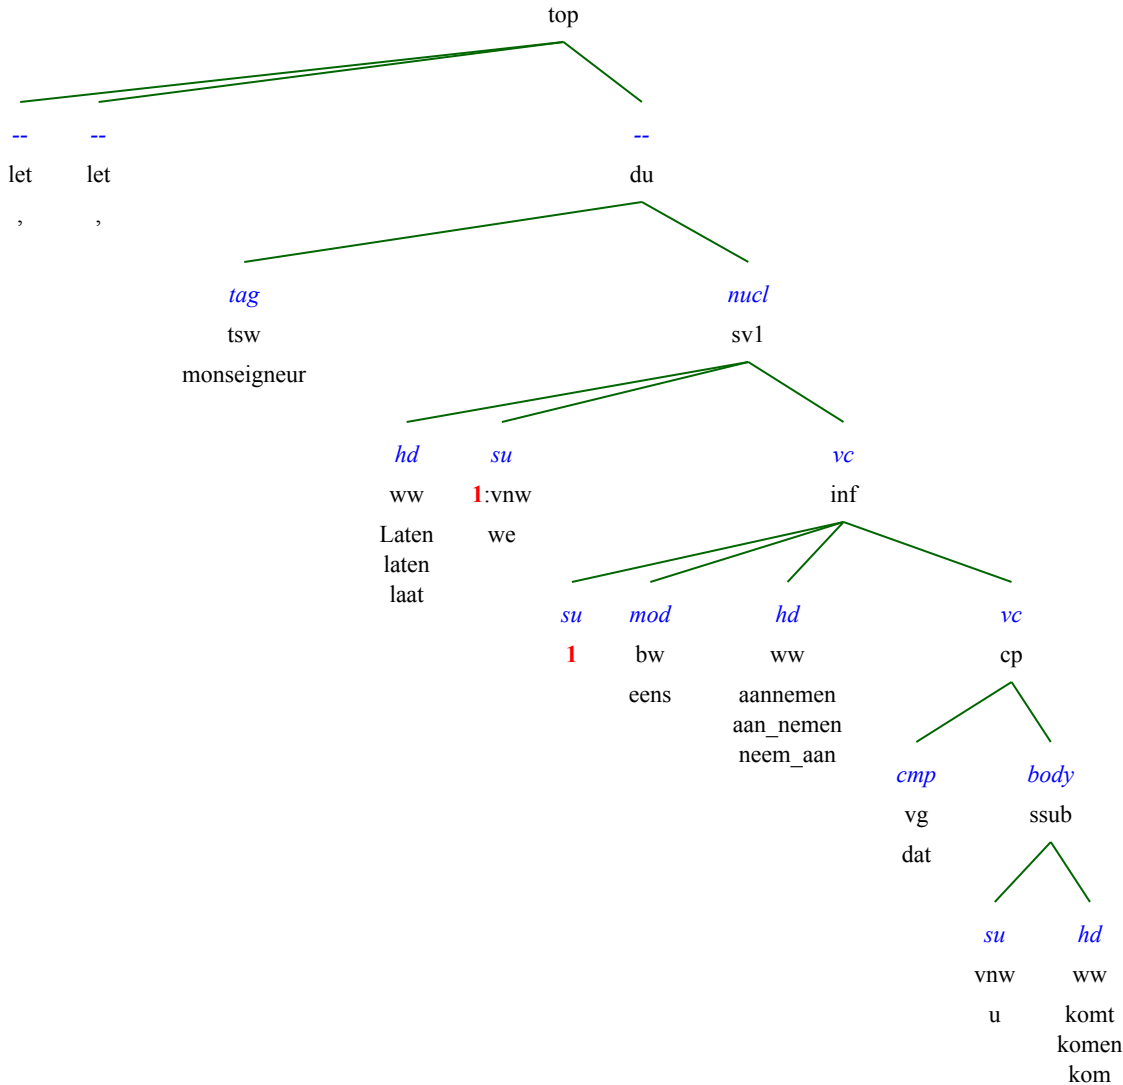 top
-- -- --
let let du
, ,
tag nucl
tsw sv1
monseigneur
hd su vc
ww 1:vnw inf
Laten we
laten
laat
su mod hd vc
1 bw ww cp
eens aannemen
aan_nemen
neem_aan
cmp body
vg ssub
dat
su hd
vnw ww
u komt
komen
kom